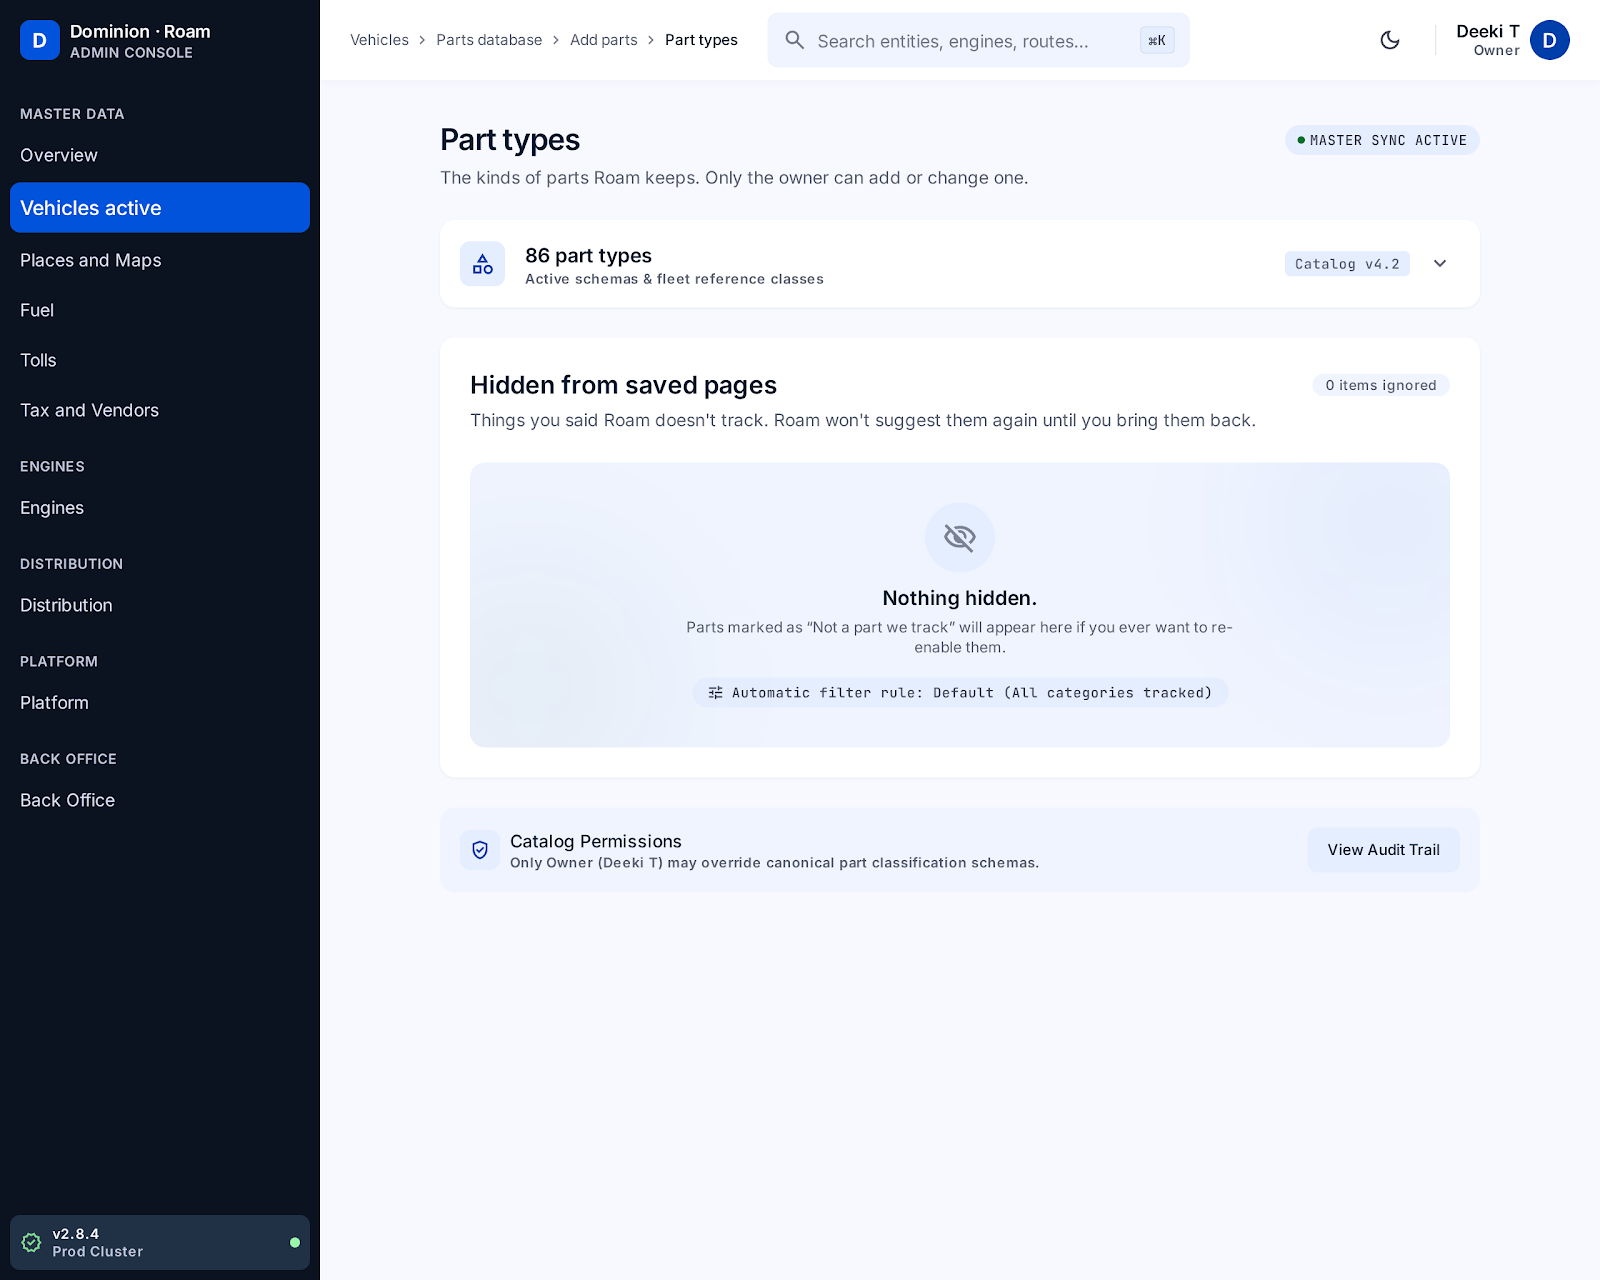 D
Dominion · Roam
ADMIN CONSOLE
MASTER DATA
Overview
Vehicles active
Places and Maps
Fuel
Tolls
Tax and Vendors
ENGINES
Engines
DISTRIBUTION
Distribution
PLATFORM
Platform
BACK OFFICE
Back Office
v2.8.4
Prod Cluster
Vehicles > Parts database > Add parts > Part types
Search entities, engines, routes...
⌘K
Deeki T
Owner
D
Part types
MASTER SYNC ACTIVE
The kinds of parts Roam keeps. Only the owner can add or change one.
86 part types
Active schemas & fleet reference classes
Catalog v4.2
Hidden from saved pages
0 items ignored
Things you said Roam doesn't track. Roam won't suggest them again until you bring them back.
Nothing hidden.
Parts marked as “Not a part we track” will appear here if you ever want to re-
enable them.
Automatic filter rule: Default (All categories tracked)
Catalog Permissions
Only Owner (Deeki T) may override canonical part classification schemas.
View Audit Trail